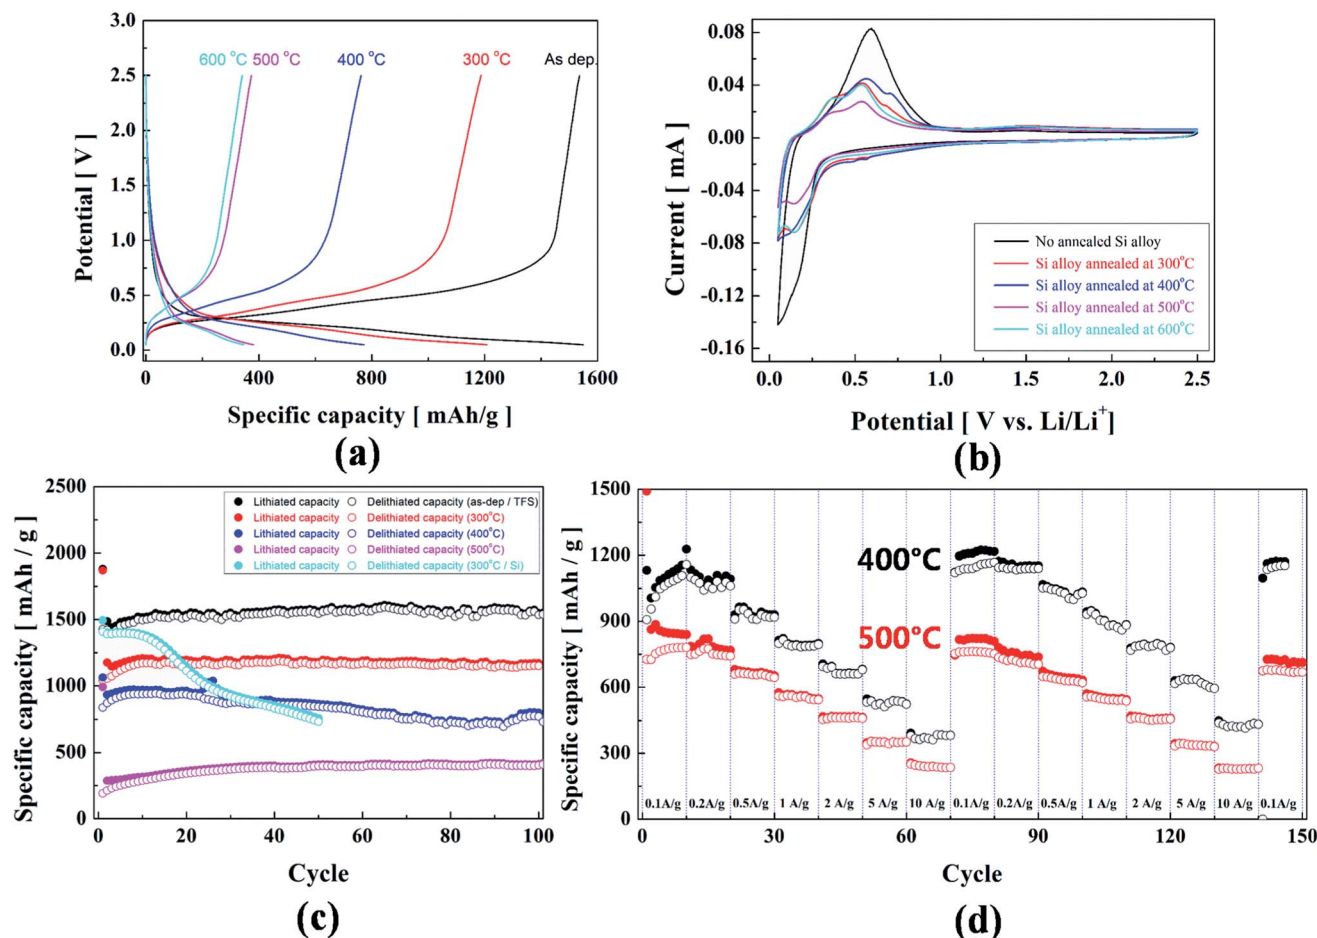 3.0
2.5
2.0
1.5
1.0
0.5
0.0
Potential [ V ]
600 °C
500 °C
400 °C
300 °C
As dep.
0
400
800
1200
1600
Specific capacity [ mAh/g ]
(a)
0.08
0.04
0.00
-0.04
-0.08
-0.12
-0.16
Current [ mA ]
No annealed Si alloy
Si alloy annealed at 300°C
Si alloy annealed at 400°C
Si alloy annealed at 500°C
Si alloy annealed at 600°C
0.0
0.5
1.0
1.5
2.0
2.5
Potential [ V vs. Li/Li⁺]
(b)
2500
2000
1500
1000
500
0
Specific capacity [ mAh / g ]
Lithiated capacity Delithiated capacity (as-dep / TFS)
Lithiated capacity Delithiated capacity (300°C)
Lithiated capacity Delithiated capacity (400°C)
Lithiated capacity Delithiated capacity (500°C)
Lithiated capacity Delithiated capacity (300°C / Si)
0
20
40
60
80
100
Cycle
(c)
1500
1200
900
600
300
0
Specific capacity [ mAh / g ]
400°C
500°C
0.1A/g 0.2A/g 0.5A/g 1 A/g 2 A/g 5 A/g 10 A/g 0.1A/g 0.2A/g 0.5A/g 1 A/g 2 A/g 5 A/g 10 A/g 0.1A/g
0
30
60
90
120
150
Cycle
(d)